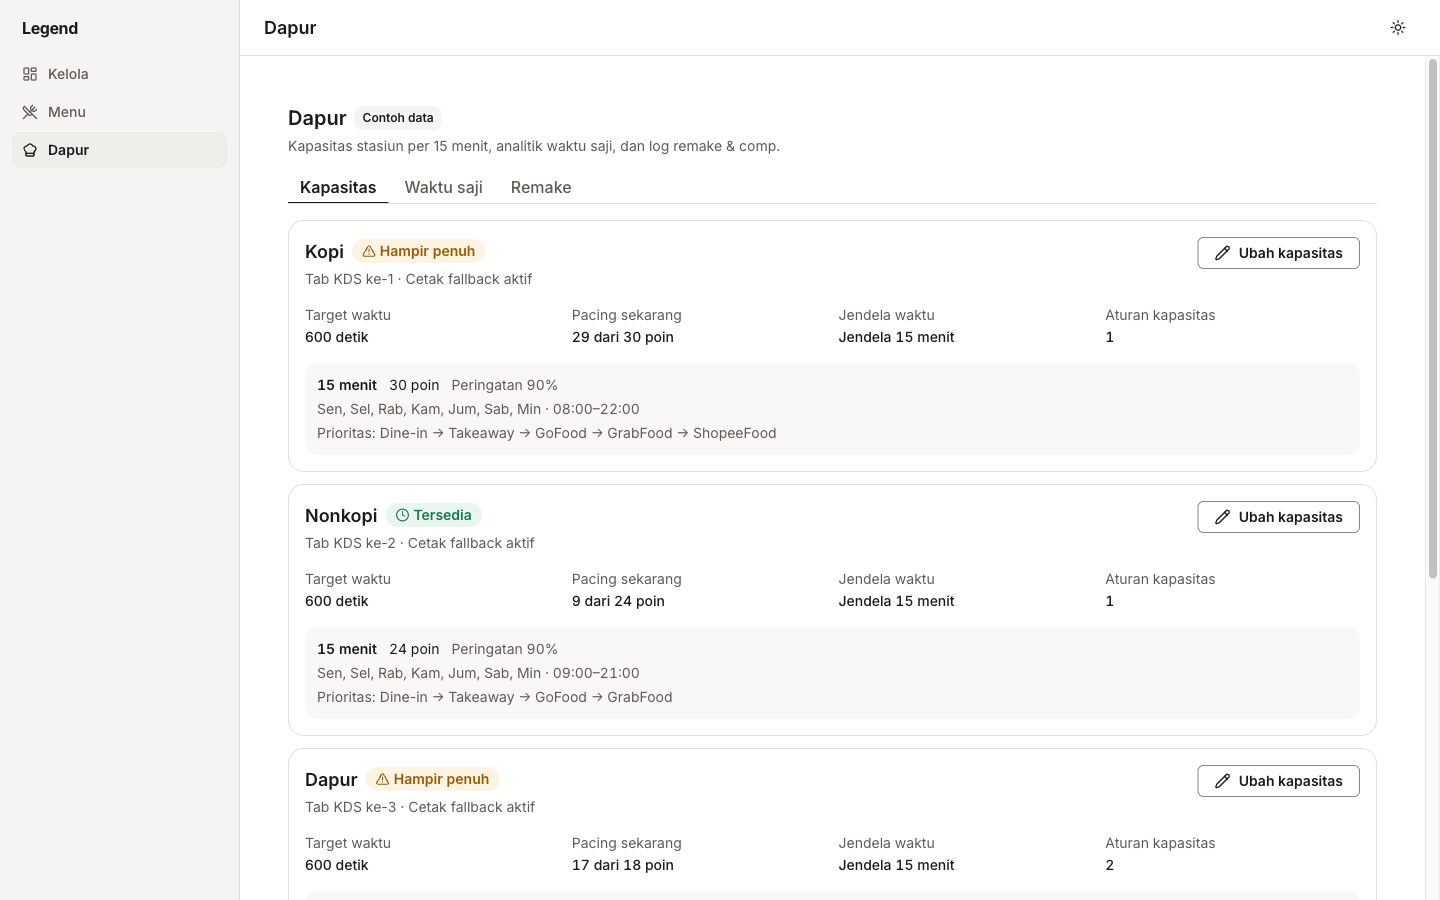 Legend
Kelola
Menu
Dapur
Dapur
Dapur Contoh data
Kapasitas stasiun per 15 menit, analitik waktu saji, dan log remake & comp.
Kapasitas Waktu saji Remake
Kopi Hampir penuh Ubah kapasitas
Tab KDS ke-1 · Cetak fallback aktif
Target waktu Pacing sekarang Jendela waktu Aturan kapasitas
600 detik 29 dari 30 poin Jendela 15 menit 1
15 menit 30 poin Peringatan 90%
Sen, Sel, Rab, Kam, Jum, Sab, Min · 08:00–22:00
Prioritas: Dine-in → Takeaway → GoFood → GrabFood → ShopeeFood
Nonkopi Tersedia Ubah kapasitas
Tab KDS ke-2 · Cetak fallback aktif
Target waktu Pacing sekarang Jendela waktu Aturan kapasitas
600 detik 9 dari 24 poin Jendela 15 menit 1
15 menit 24 poin Peringatan 90%
Sen, Sel, Rab, Kam, Jum, Sab, Min · 09:00–21:00
Prioritas: Dine-in → Takeaway → GoFood → GrabFood
Dapur Hampir penuh Ubah kapasitas
Tab KDS ke-3 · Cetak fallback aktif
Target waktu Pacing sekarang Jendela waktu Aturan kapasitas
600 detik 17 dari 18 poin Jendela 15 menit 2